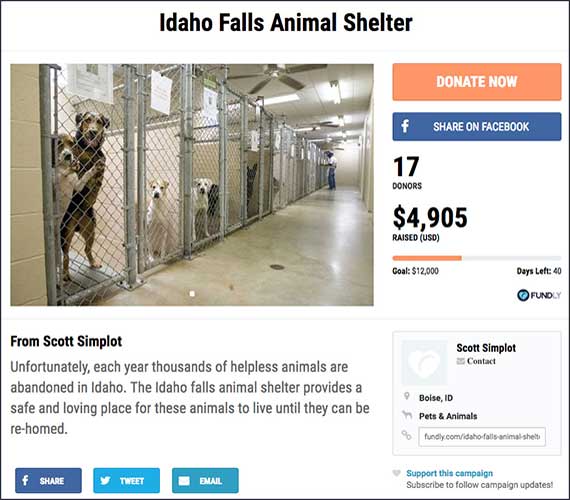 Idaho Falls Animal Shelter
DONATE NOW
SHARE ON FACEBOOK
17
DONORS
$4,905
RAISED (USD)
Goal: $12,000 Days Left: 40
FUNDLY
From Scott Simplot
Unfortunately, each year thousands of helpless animals are
abandoned in Idaho. The Idaho falls animal shelter provides a
safe and loving place for these animals to live until they can be
re-homed.
SHARE TWEET EMAIL
Scott Simplot
Contact
Boise, ID
Pets & Animals
fundly.com/idaho-falls-animal-shelt
Support this campaign
Subscribe to follow campaign updates!